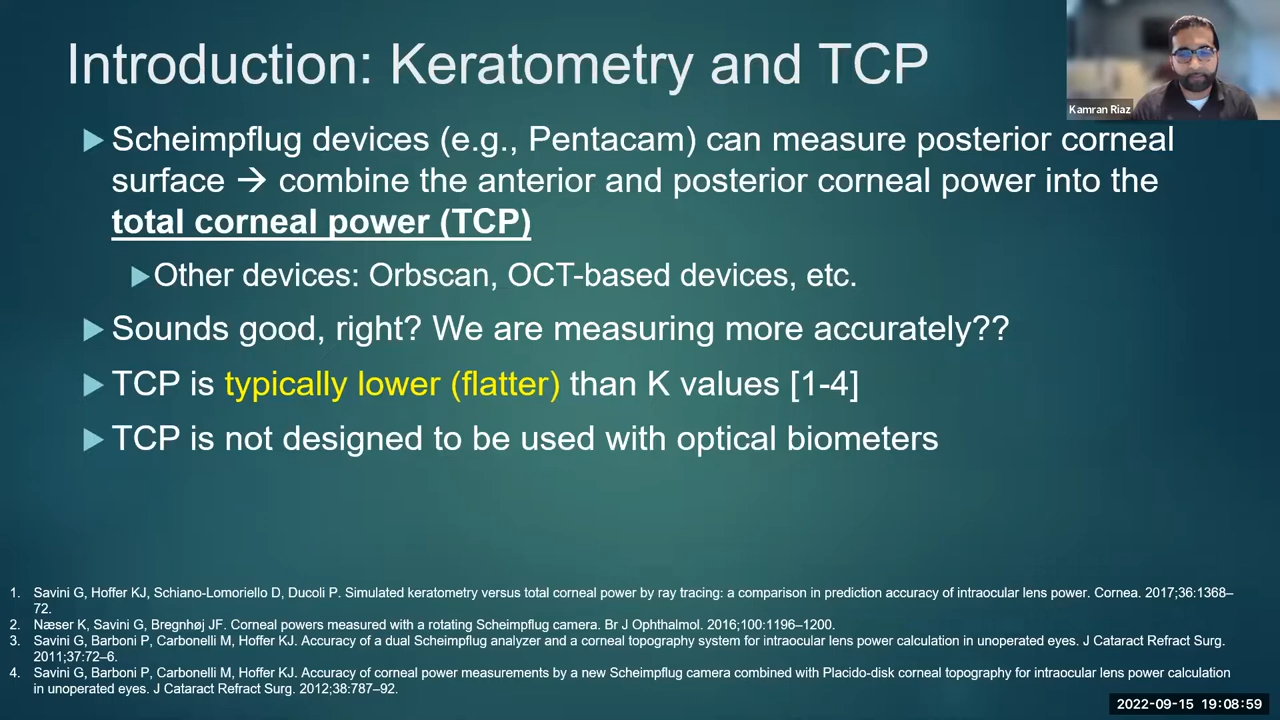 Introduction: Keratometry and TCP
Kamran Riaz
Scheimpflug devices (e.g., Pentacam) can measure posterior corneal
surface → combine the anterior and posterior corneal power into the
total corneal power (TCP)
Other devices: Orbscan, OCT-based devices, etc.
Sounds good, right? We are measuring more accurately??
TCP is typically lower (flatter) than K values [1-4]
TCP is not designed to be used with optical biometers
1. Savini G, Hoffer KJ, Schiano-Lomoriello D, Ducoli P. Simulated keratometry versus total corneal power by ray tracing: a comparison in prediction accuracy of intraocular lens power. Cornea. 2017;36:1368–
72.
2. Næser K, Savini G, Bregnhøj JF. Corneal powers measured with a rotating Scheimpflug camera. Br J Ophthalmol. 2016;100:1196–1200.
3. Savini G, Barboni P, Carbonelli M, Hoffer KJ. Accuracy of a dual Scheimpflug analyzer and a corneal topography system for intraocular lens power calculation in unoperated eyes. J Cataract Refract Surg.
2011;37:72–6.
4. Savini G, Barboni P, Carbonelli M, Hoffer KJ. Accuracy of corneal power measurements by a new Scheimpflug camera combined with Placido-disk corneal topography for intraocular lens power calculation
in unoperated eyes. J Cataract Refract Surg. 2012;38:787–92.
2022-09-15 19:08:59